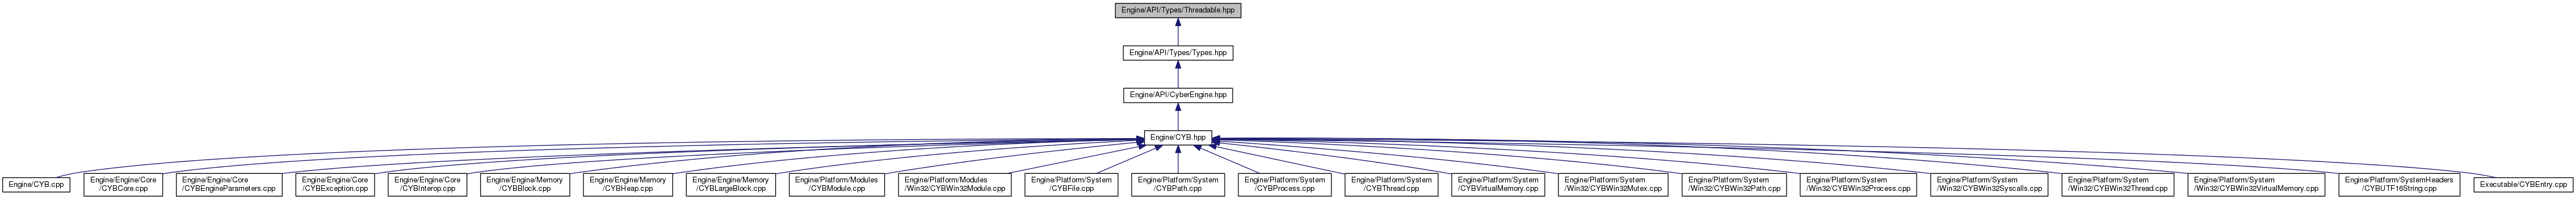 Engine/API/Types/Threadable.hpp
Engine/API/Types/Types.hpp
Engine/API/CyberEngine.hpp
Engine/CYB.hpp
Engine/CYB.cpp
Engine/Engine/Core
/CYBCore.cpp
Engine/Engine/Core
/CYBEngineParameters.cpp
Engine/Engine/Core
/CYBException.cpp
Engine/Engine/Core
/CYBInterop.cpp
Engine/Engine/Memory
/CYBBlock.cpp
Engine/Engine/Memory
/CYBHeap.cpp
Engine/Engine/Memory
/CYBLargeBlock.cpp
Engine/Platform/Modules
/CYBModule.cpp
Engine/Platform/Modules
/Win32/CYBWin32Module.cpp
Engine/Platform/System
/CYBFile.cpp
Engine/Platform/System
/CYBPath.cpp
Engine/Platform/System
/CYBProcess.cpp
Engine/Platform/System
/CYBThread.cpp
Engine/Platform/System
/CYBVirtualMemory.cpp
Engine/Platform/System
/Win32/CYBWin32Mutex.cpp
Engine/Platform/System
/Win32/CYBWin32Path.cpp
Engine/Platform/System
/Win32/CYBWin32Process.cpp
Engine/Platform/System
/Win32/CYBWin32Syscalls.cpp
Engine/Platform/System
/Win32/CYBWin32Thread.cpp
Engine/Platform/System
/Win32/CYBWin32VirtualMemory.cpp
Engine/Platform/SystemHeaders
/CYBUTF16String.cpp
Executable/CYBEntry.cpp